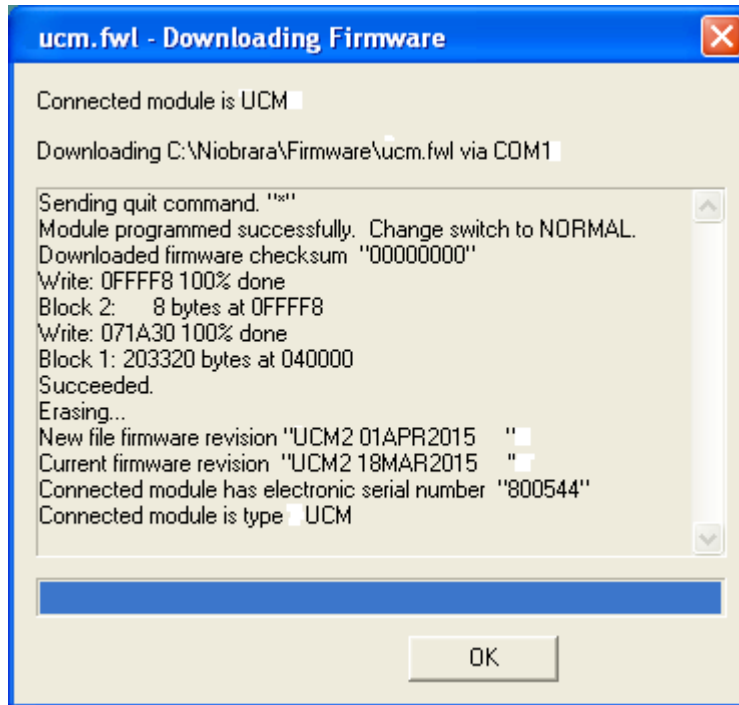 ucm.fwl - Downloading Firmware
Connected module is UCM
Downloading C:\Niobrara\Firmware\ucm.fwl via COM1
Sending quit command. "*"
Module programmed successfully.  Change switch to NORMAL.
Downloaded firmware checksum  "00000000"
Write: 0FFFF8 100% done
Block 2:      8 bytes at 0FFFF8
Write: 071A30 100% done
Block 1: 203320 bytes at 040000
Succeeded.
Erasing...
New file firmware revision "UCM2 01APR2015     "
Current firmware revision  "UCM2 18MAR2015     "
Connected module has electronic serial number  "800544"
Connected module is type   UCM
OK